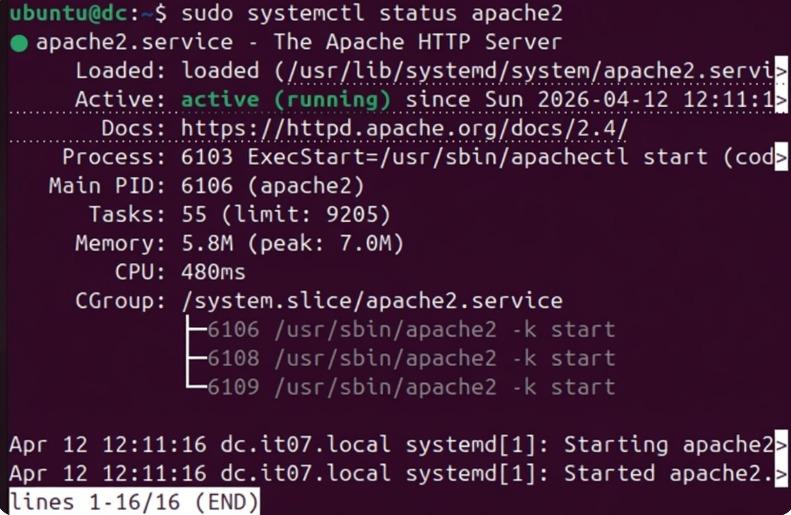 ubuntu@dc:~$ sudo systemctl status apache2
● apache2.service - The Apache HTTP Server
Loaded: loaded (/usr/lib/systemd/system/apache2.servi>
Active: active (running) since Sun 2026-04-12 12:11:1>
Docs: https://httpd.apache.org/docs/2.4/
Process: 6103 ExecStart=/usr/sbin/apachectl start (cod>
Main PID: 6106 (apache2)
Tasks: 55 (limit: 9205)
Memory: 5.8M (peak: 7.0M)
CPU: 480ms
CGroup: /system.slice/apache2.service
├─6106 /usr/sbin/apache2 -k start
├─6108 /usr/sbin/apache2 -k start
└─6109 /usr/sbin/apache2 -k start
Apr 12 12:11:16 dc.it07.local systemd[1]: Starting apache2>
Apr 12 12:11:16 dc.it07.local systemd[1]: Started apache2.>
lines 1-16/16 (END)